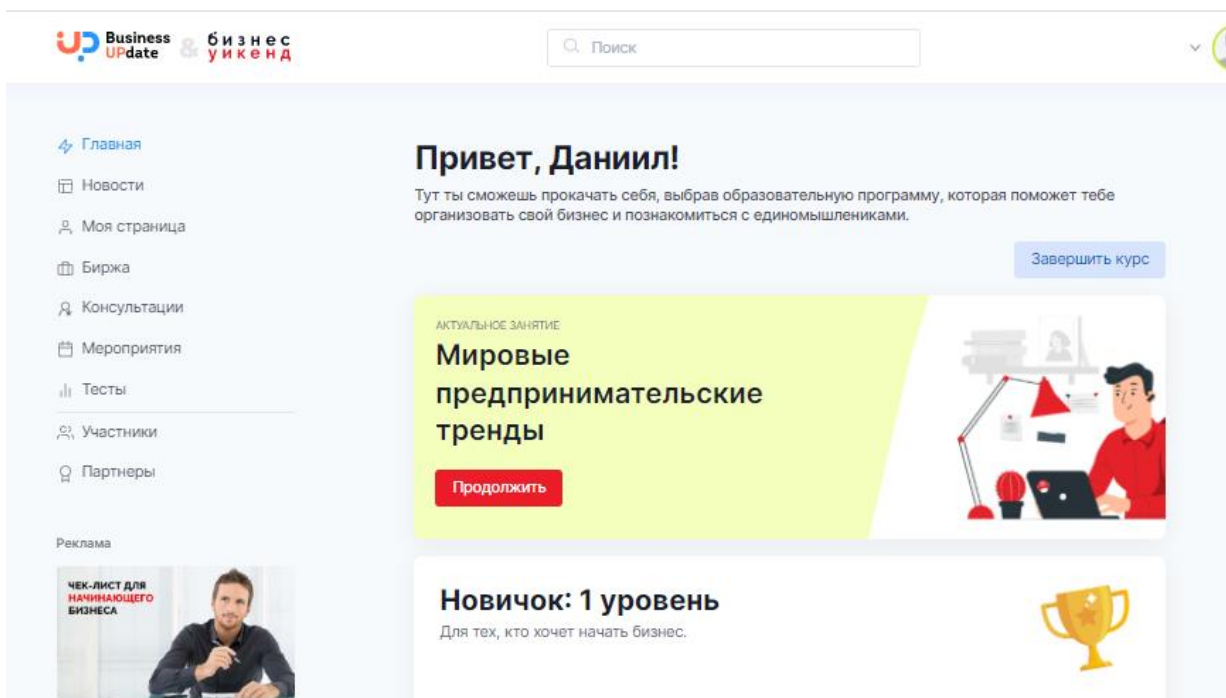 Business
UPdate
&
бизнес
уикенд
Поиск
Главная
Новости
Моя страница
Биржа
Консультации
Мероприятия
Тесты
Участники
Партнеры
Реклама
ЧЕК-ЛИСТ ДЛЯ
НАЧИНАЮЩЕГО
БИЗНЕСА
Привет, Даниил!
Тут ты сможешь прокачать себя, выбрав образовательную программу, которая поможет тебе
организовать свой бизнес и познакомиться с единомышлениками.
Завершить курс
АКТУАЛЬНОЕ ЗАНЯТИЕ
Мировые
предпринимательские
тренды
Продолжить
Новичок: 1 уровень
Для тех, кто хочет начать бизнес.